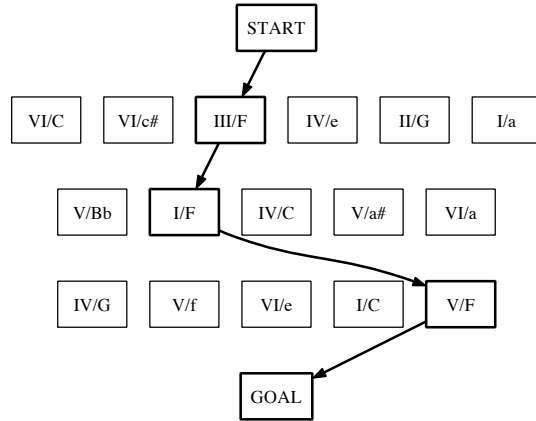 START
VI/C VI/c# III/F IV/e II/G I/a
V/Bb I/F IV/C V/a# VI/a
IV/G V/f VI/e I/C V/F
GOAL